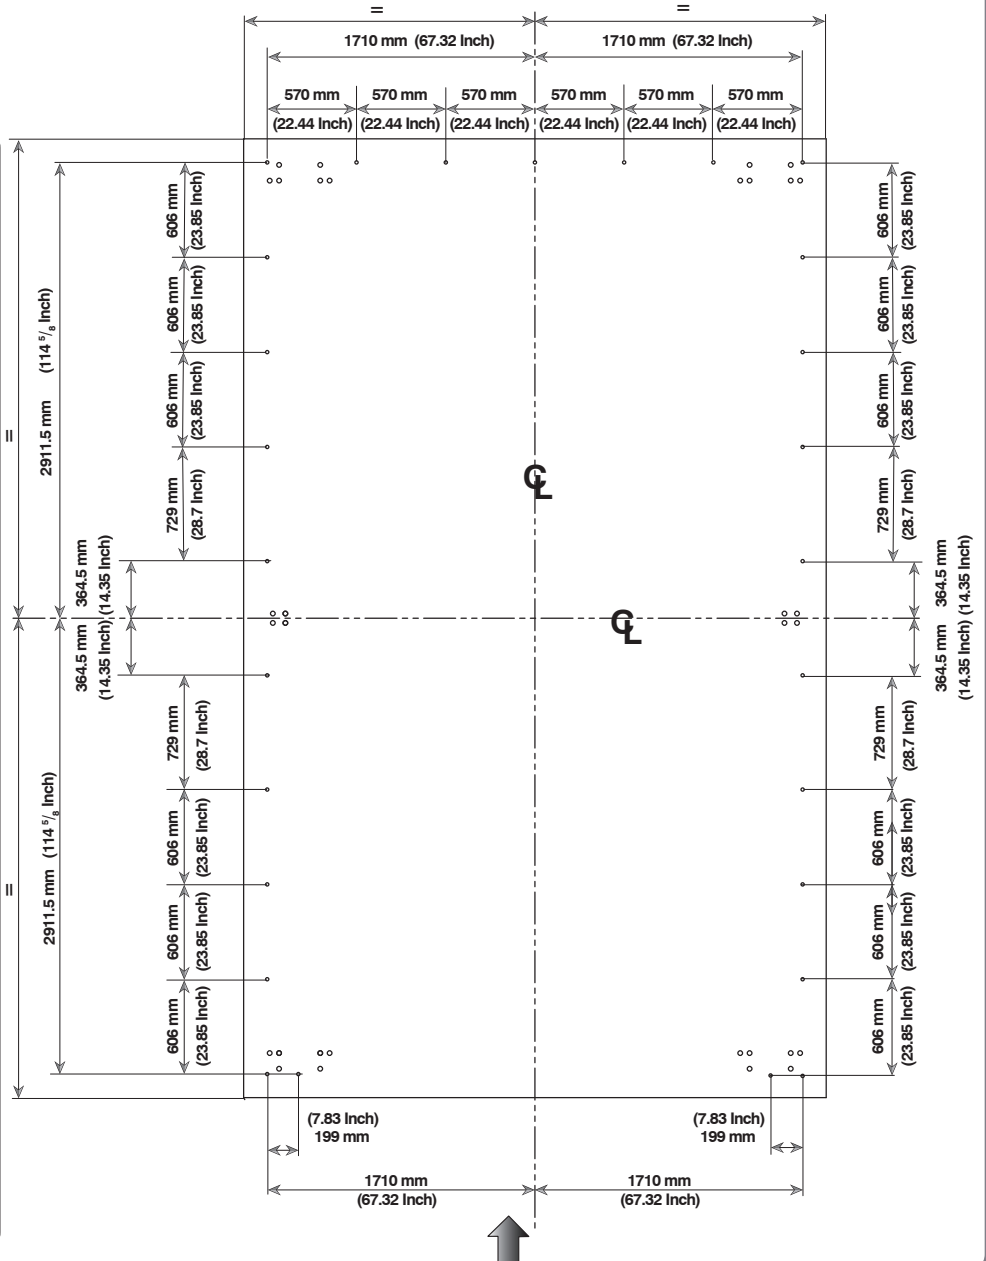 = =
1710 mm (67.32 Inch) 1710 mm (67.32 Inch)
570 mm 570 mm 570 mm 570 mm 570 mm 570 mm
(22.44 Inch) (22.44 Inch) (22.44 Inch) (22.44 Inch) (22.44 Inch) (22.44 Inch)
=
2911.5 mm (114 5/8 Inch)
606 mm
(23.85 Inch)
606 mm
(23.85 Inch)
606 mm
(23.85 Inch)
729 mm
(28.7 Inch)
364.5 mm
(14.35 Inch)
364.5 mm
(14.35 Inch)
=
2911.5 mm (114 5/8 Inch)
729 mm
(28.7 Inch)
606 mm
(23.85 Inch)
606 mm
(23.85 Inch)
606 mm
(23.85 Inch)
CL
CL
606 mm
(23.85 Inch)
606 mm
(23.85 Inch)
606 mm
(23.85 Inch)
729 mm
(28.7 Inch)
364.5 mm
(14.35 Inch)
364.5 mm
(14.35 Inch)
729 mm
(28.7 Inch)
606 mm
(23.85 Inch)
606 mm
(23.85 Inch)
606 mm
(23.85 Inch)
(7.83 Inch) (7.83 Inch)
199 mm 199 mm
1710 mm 1710 mm
(67.32 Inch) (67.32 Inch)